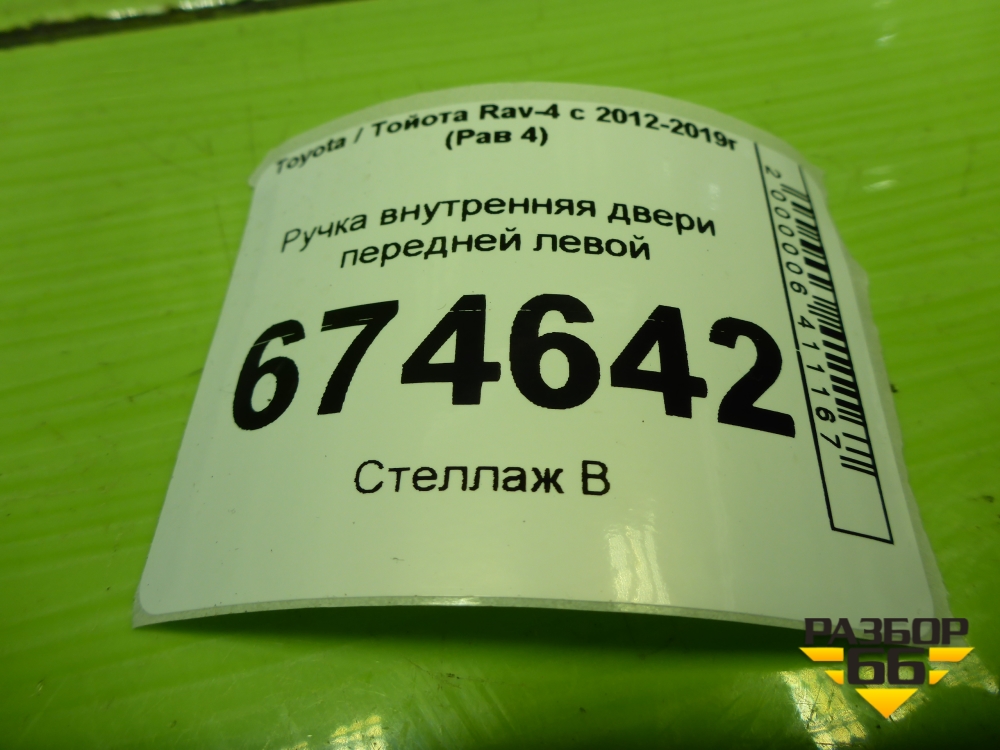 Toyota / Тойота Rav-4 с 2012-2019г
(Рав 4)
Ручка внутренняя двери
передней левой
674642
Стеллаж В
2000006411167
РАЗБОР
66